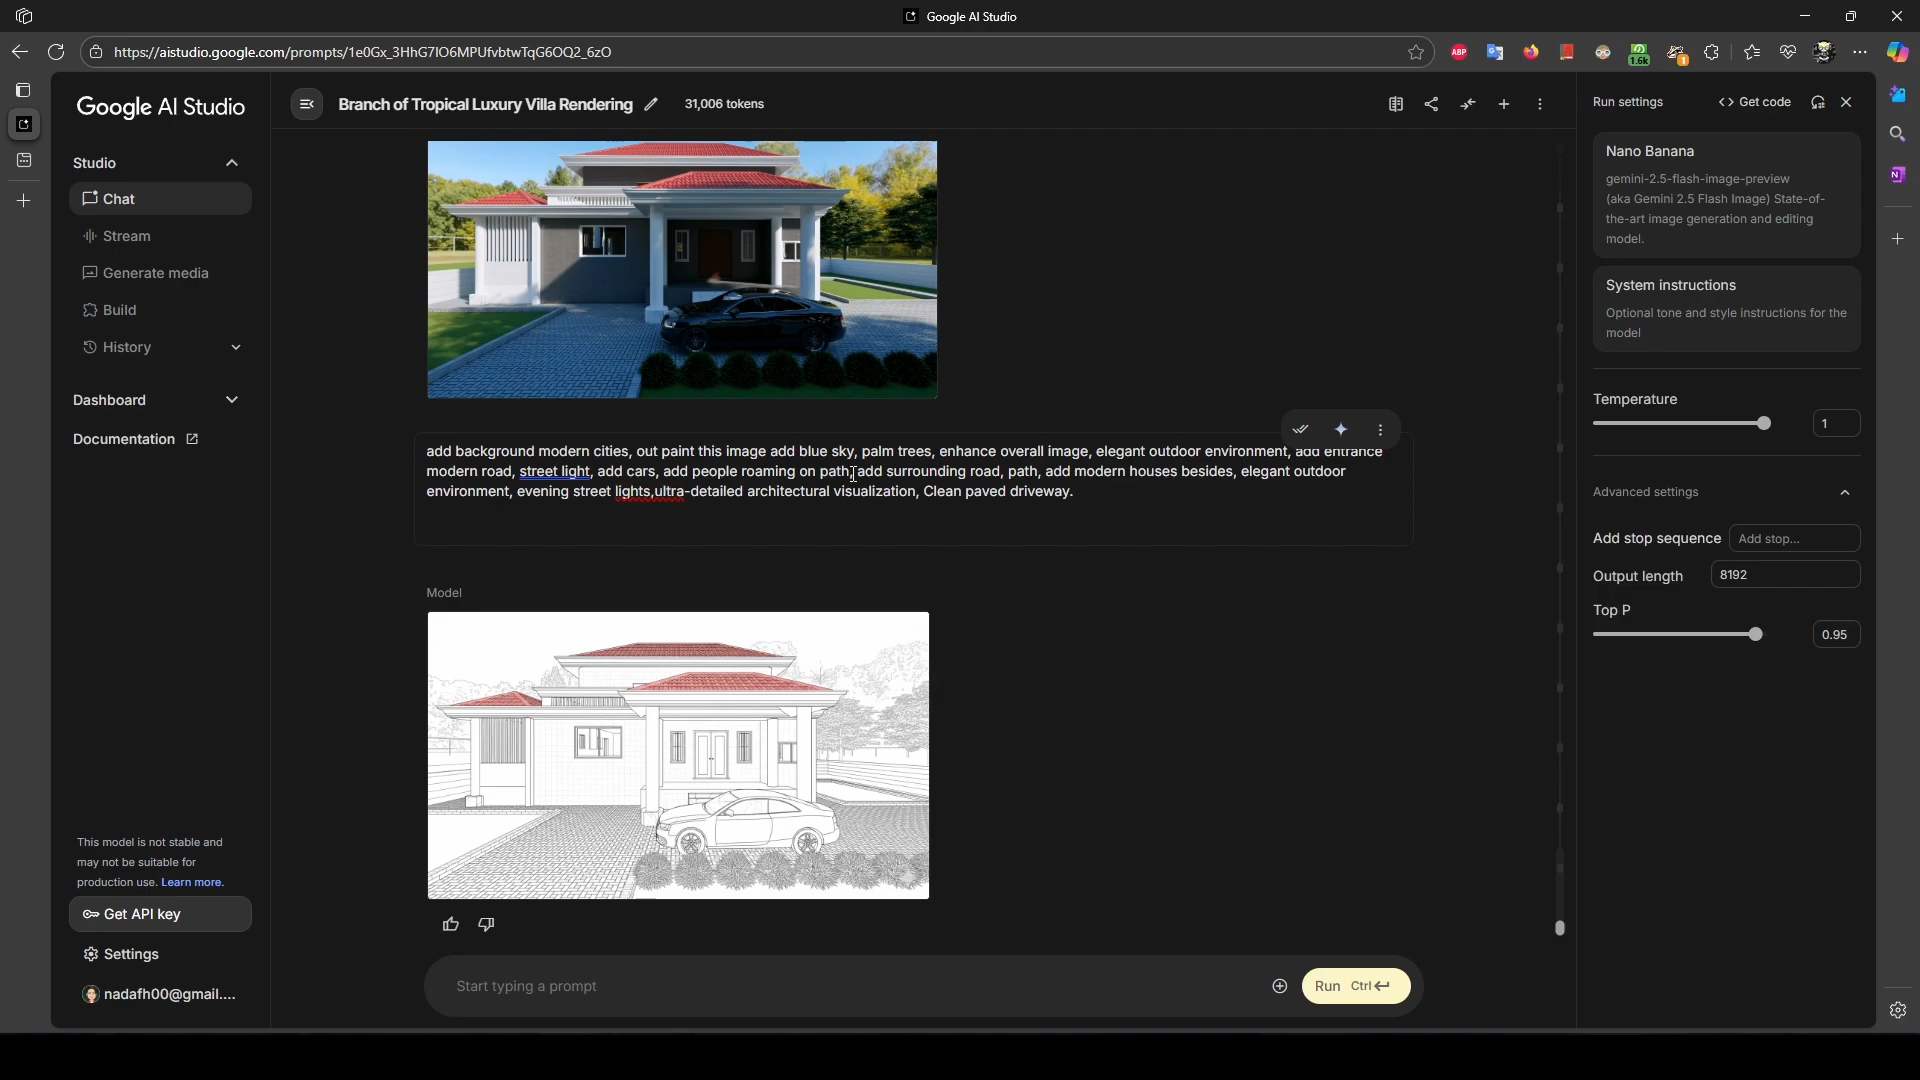 Google AI Studio
https://aistudio.google.com/prompts/1e0Gx_3HhG7IO6MPUfvbtwTqG6OQ2_6zO
ABP
1.6k
1
Google AI Studio
Branch of Tropical Luxury Villa Rendering
31,006 tokens
Run settings
<> Get code
Studio
Chat
Stream
Generate media
Build
History
Dashboard
Documentation
Nano Banana
gemini-2.5-flash-image-preview
(aka Gemini 2.5 Flash Image) State-of-
the-art image generation and editing
model.
System instructions
Optional tone and style instructions for the
model
Temperature
1
add background modern cities, out paint this image add blue sky, palm trees, enhance overall image, elegant outdoor environment, add entrance
modern road, street light, add cars, add people roaming on path, add surrounding road, path, add modern houses besides, elegant outdoor
environment, evening street lights,ultra-detailed architectural visualization, Clean paved driveway.
Advanced settings
Add stop sequence
Add stop...
Output length
8192
Top P
0.95
Model
This model is not stable and
may not be suitable for
production use. Learn more.
Get API key
Settings
nadafh00@gmail....
Start typing a prompt
Run Ctrl
N